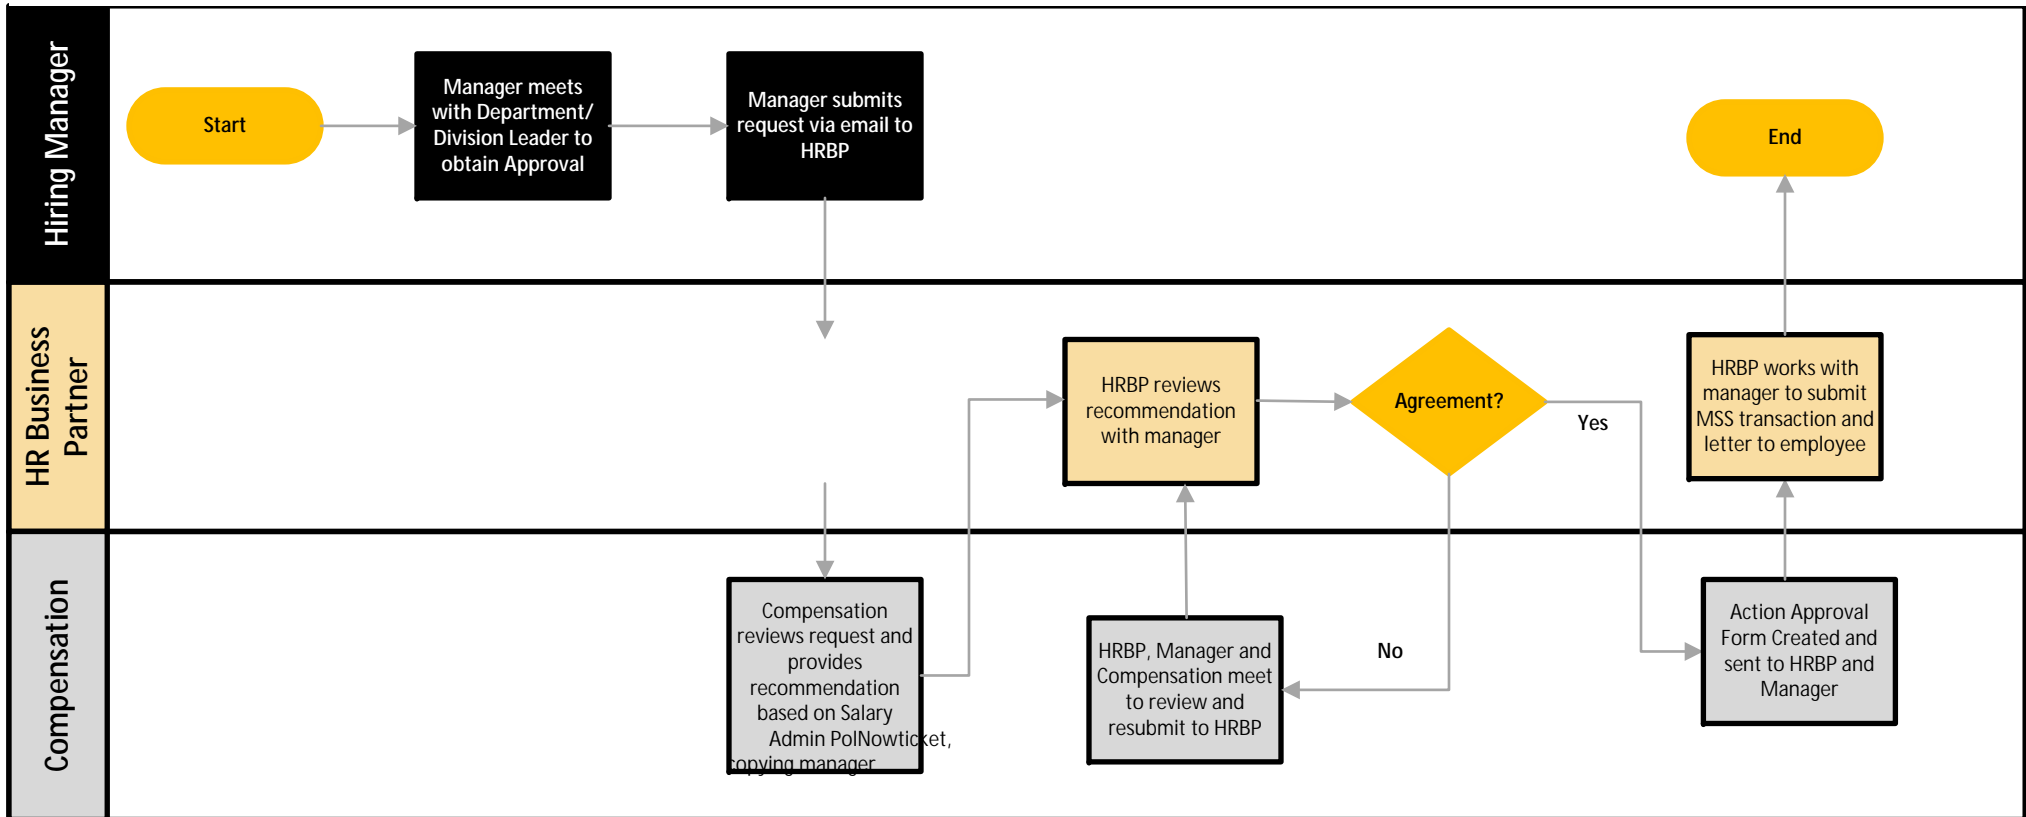 Hiring Manager
Start
Manager meets
with Department/
Division Leader to
obtain Approval
Manager submits
request via email to
HRBP
End
HR Business
Partner
HRBP reviews
recommendation
with manager
Agreement?
Yes
No
HRBP works with
manager to submit
MSS transaction and
letter to employee
Compensation
Compensation
reviews request and
provides
recommendation
based on Salary
Admin PolNowticket,
copying manager
HRBP, Manager and
Compensation meet
to review and
resubmit to HRBP
Action Approval
Form Created and
sent to HRBP and
Manager